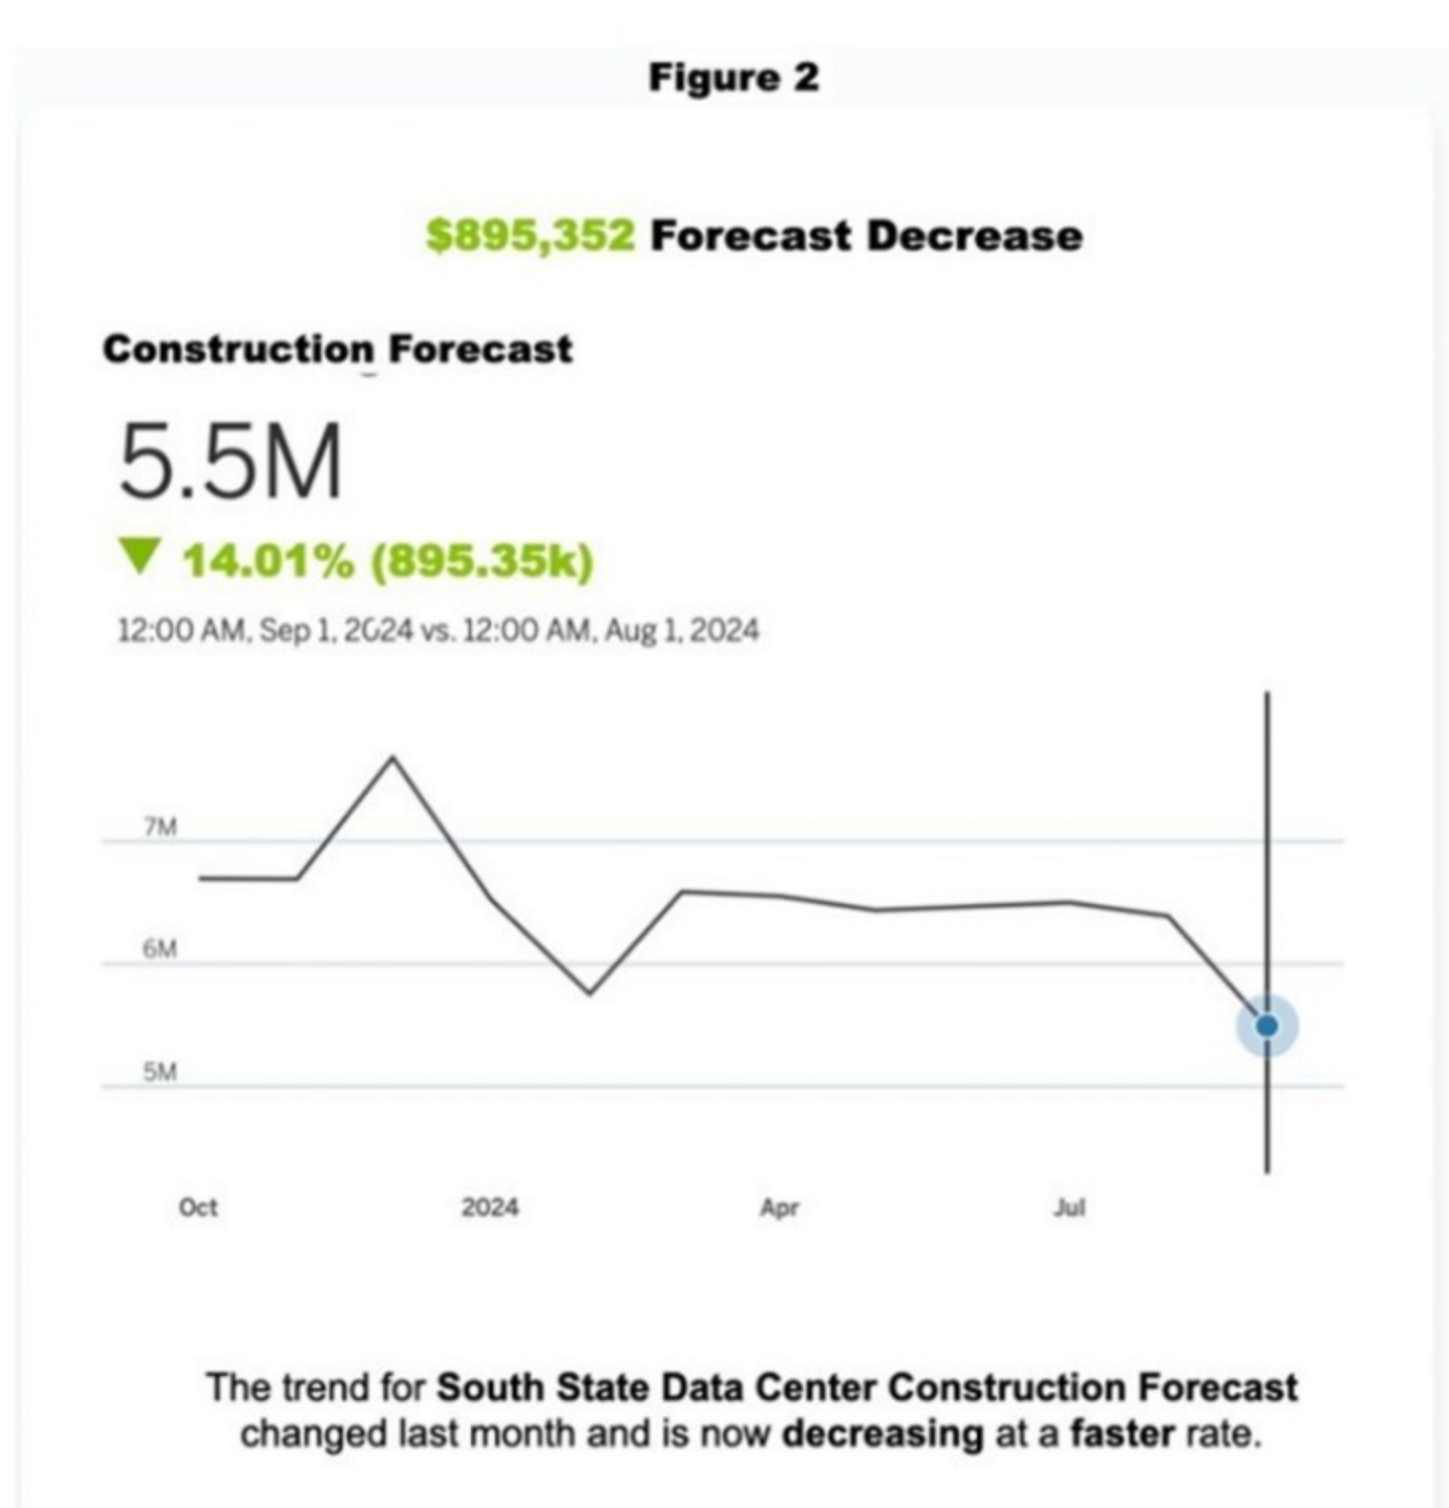 Figure 2
$895,352 Forecast Decrease
Construction Forecast
5.5M
▼ 14.01% (895.35k)
12:00 AM, Sep 1, 2024 vs. 12:00 AM, Aug 1, 2024
7M
6M
5M
Oct 2024 Apr Jul
The trend for South State Data Center Construction Forecast
changed last month and is now decreasing at a faster rate.